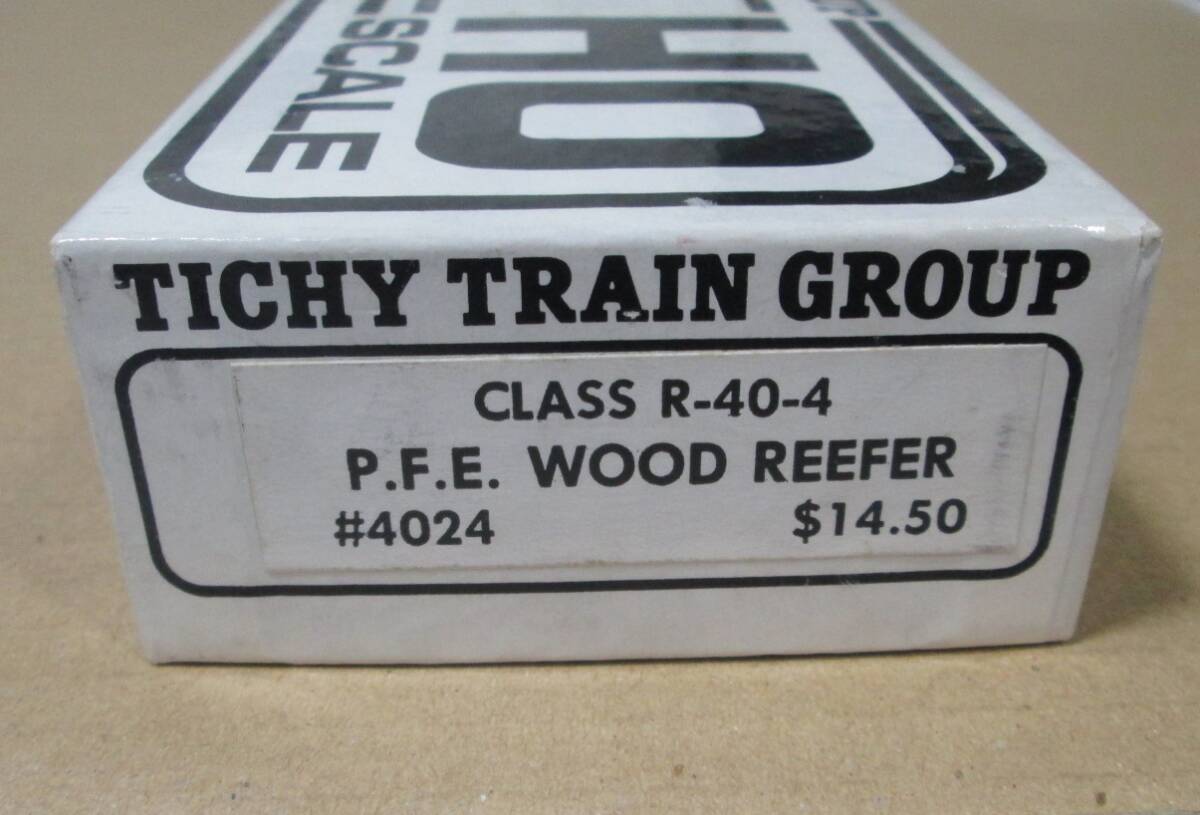 HO
SCALE
TICHY TRAIN GROUP
CLASS R-40-4
P.F.E. WOOD REEFER
#4024 $14.50